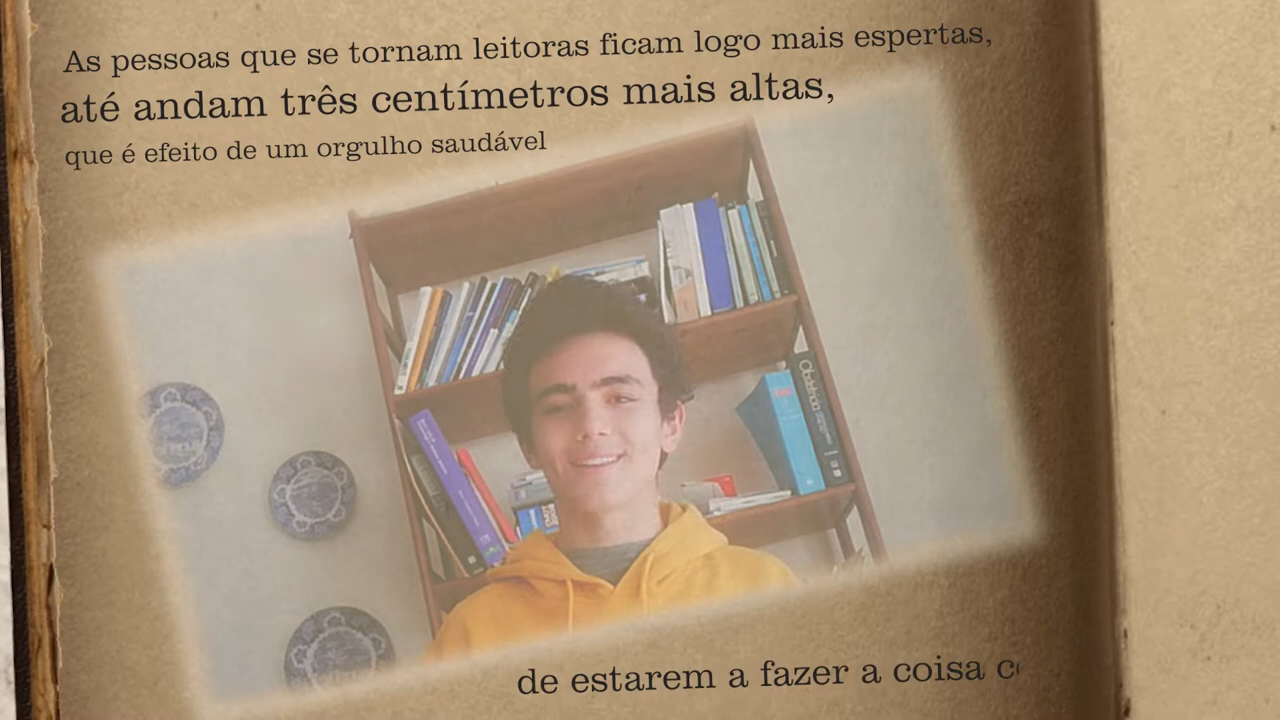 As pessoas que se tornam leitoras ficam logo mais espertas,
até andam três centímetros mais altas,
que é efeito de um orgulho saudável
Obstetrícia
de estarem a fazer a coisa